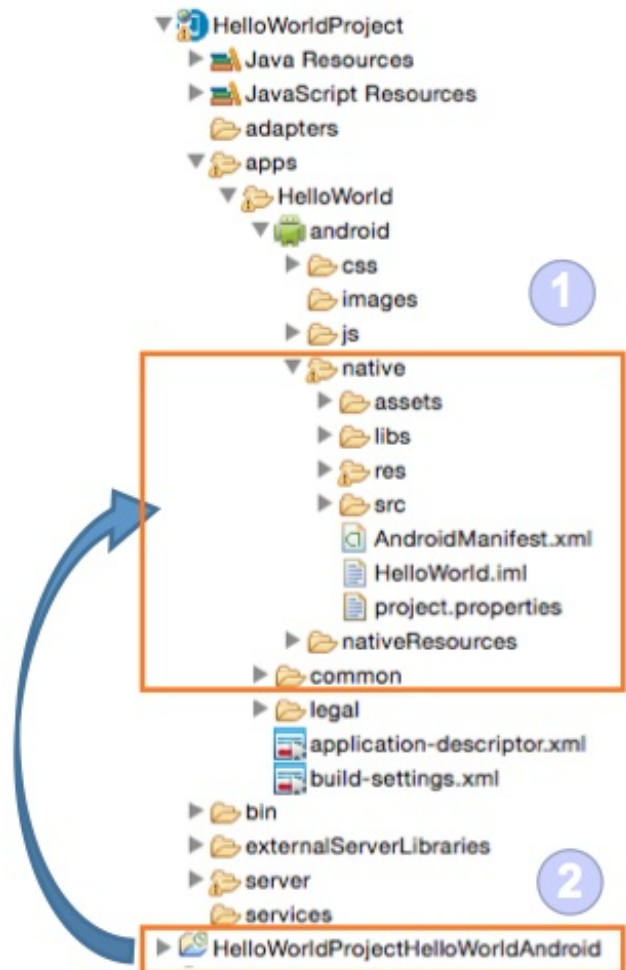 HelloWorldProject
Java Resources
JavaScript Resources
adapters
apps
HelloWorld
android
css
images
1
js
native
assets
libs
res
src
AndroidManifest.xml
HelloWorld.iml
project.properties
nativeResources
common
legal
application-descriptor.xml
build-settings.xml
bin
externalServerLibraries
server
2
services
HelloWorldProjectHelloWorldAndroid